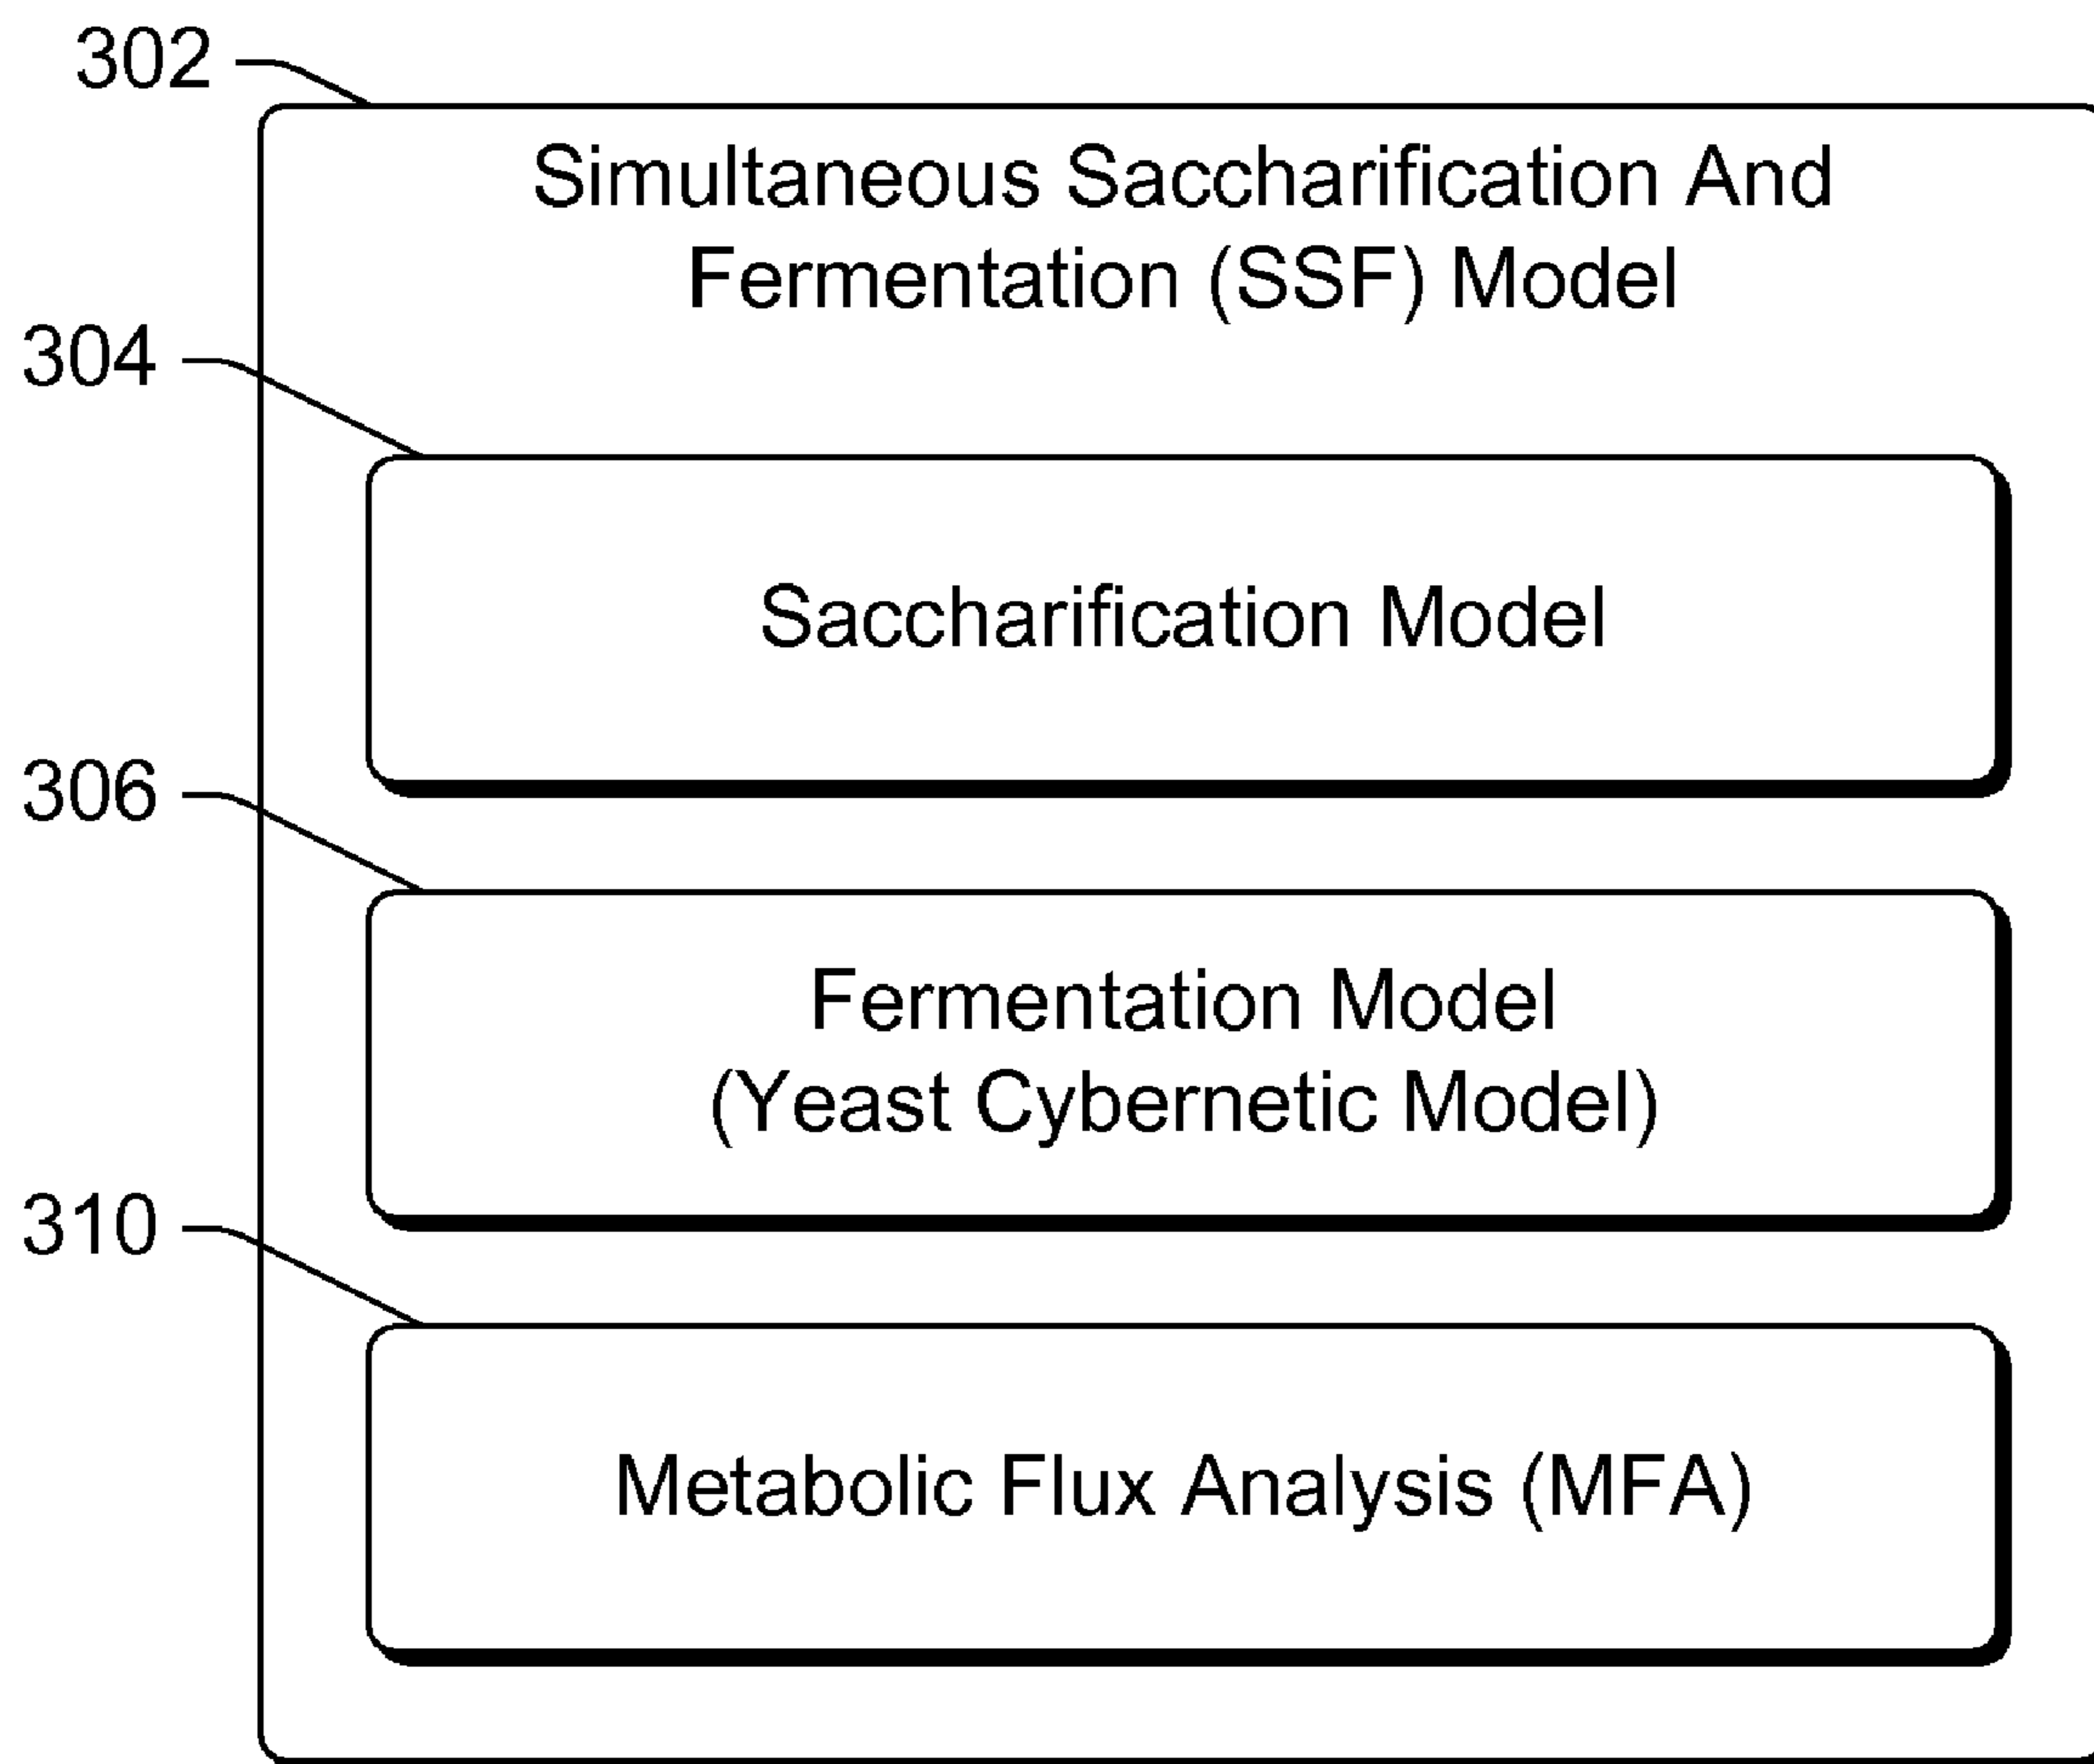 302
Simultaneous Saccharification And
Fermentation (SSF) Model
304
Saccharification Model
306
Fermentation Model
(Yeast Cybernetic Model)
310
Metabolic Flux Analysis (MFA)